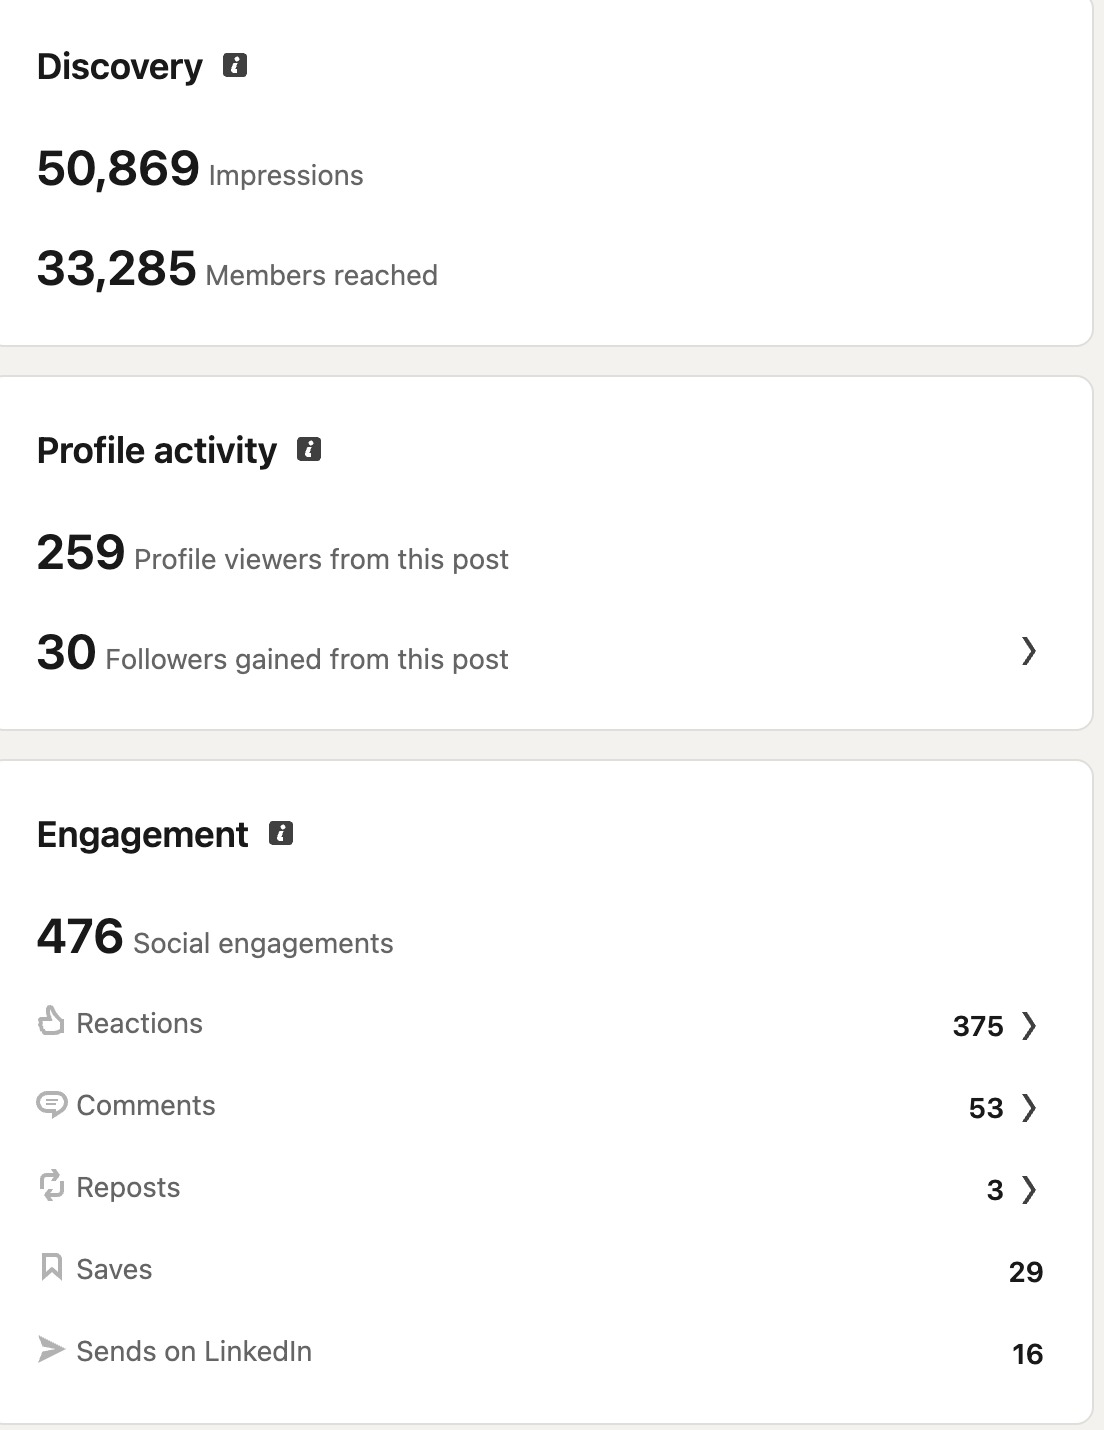 Discovery
50,869 Impressions
33,285 Members reached
Profile activity
259 Profile viewers from this post
30 Followers gained from this post
Engagement
476 Social engagements
Reactions 375
Comments 53
Reposts 3
Saves 29
Sends on LinkedIn 16